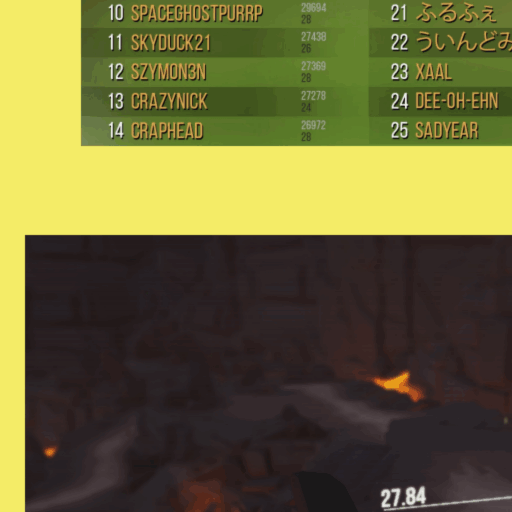 10 SPACEGHOSTPURRP 29694 28
11 SKYDUCK21 27438 26
12 SZYMON3N 27369 28
13 CRAZYNICK 27278 24
14 CRAPHEAD 26972 28
21 ふるふぇ
22 ういんどみ
23 XAAL
24 DEE-OH-EHN
25 SADYEAR
27.84